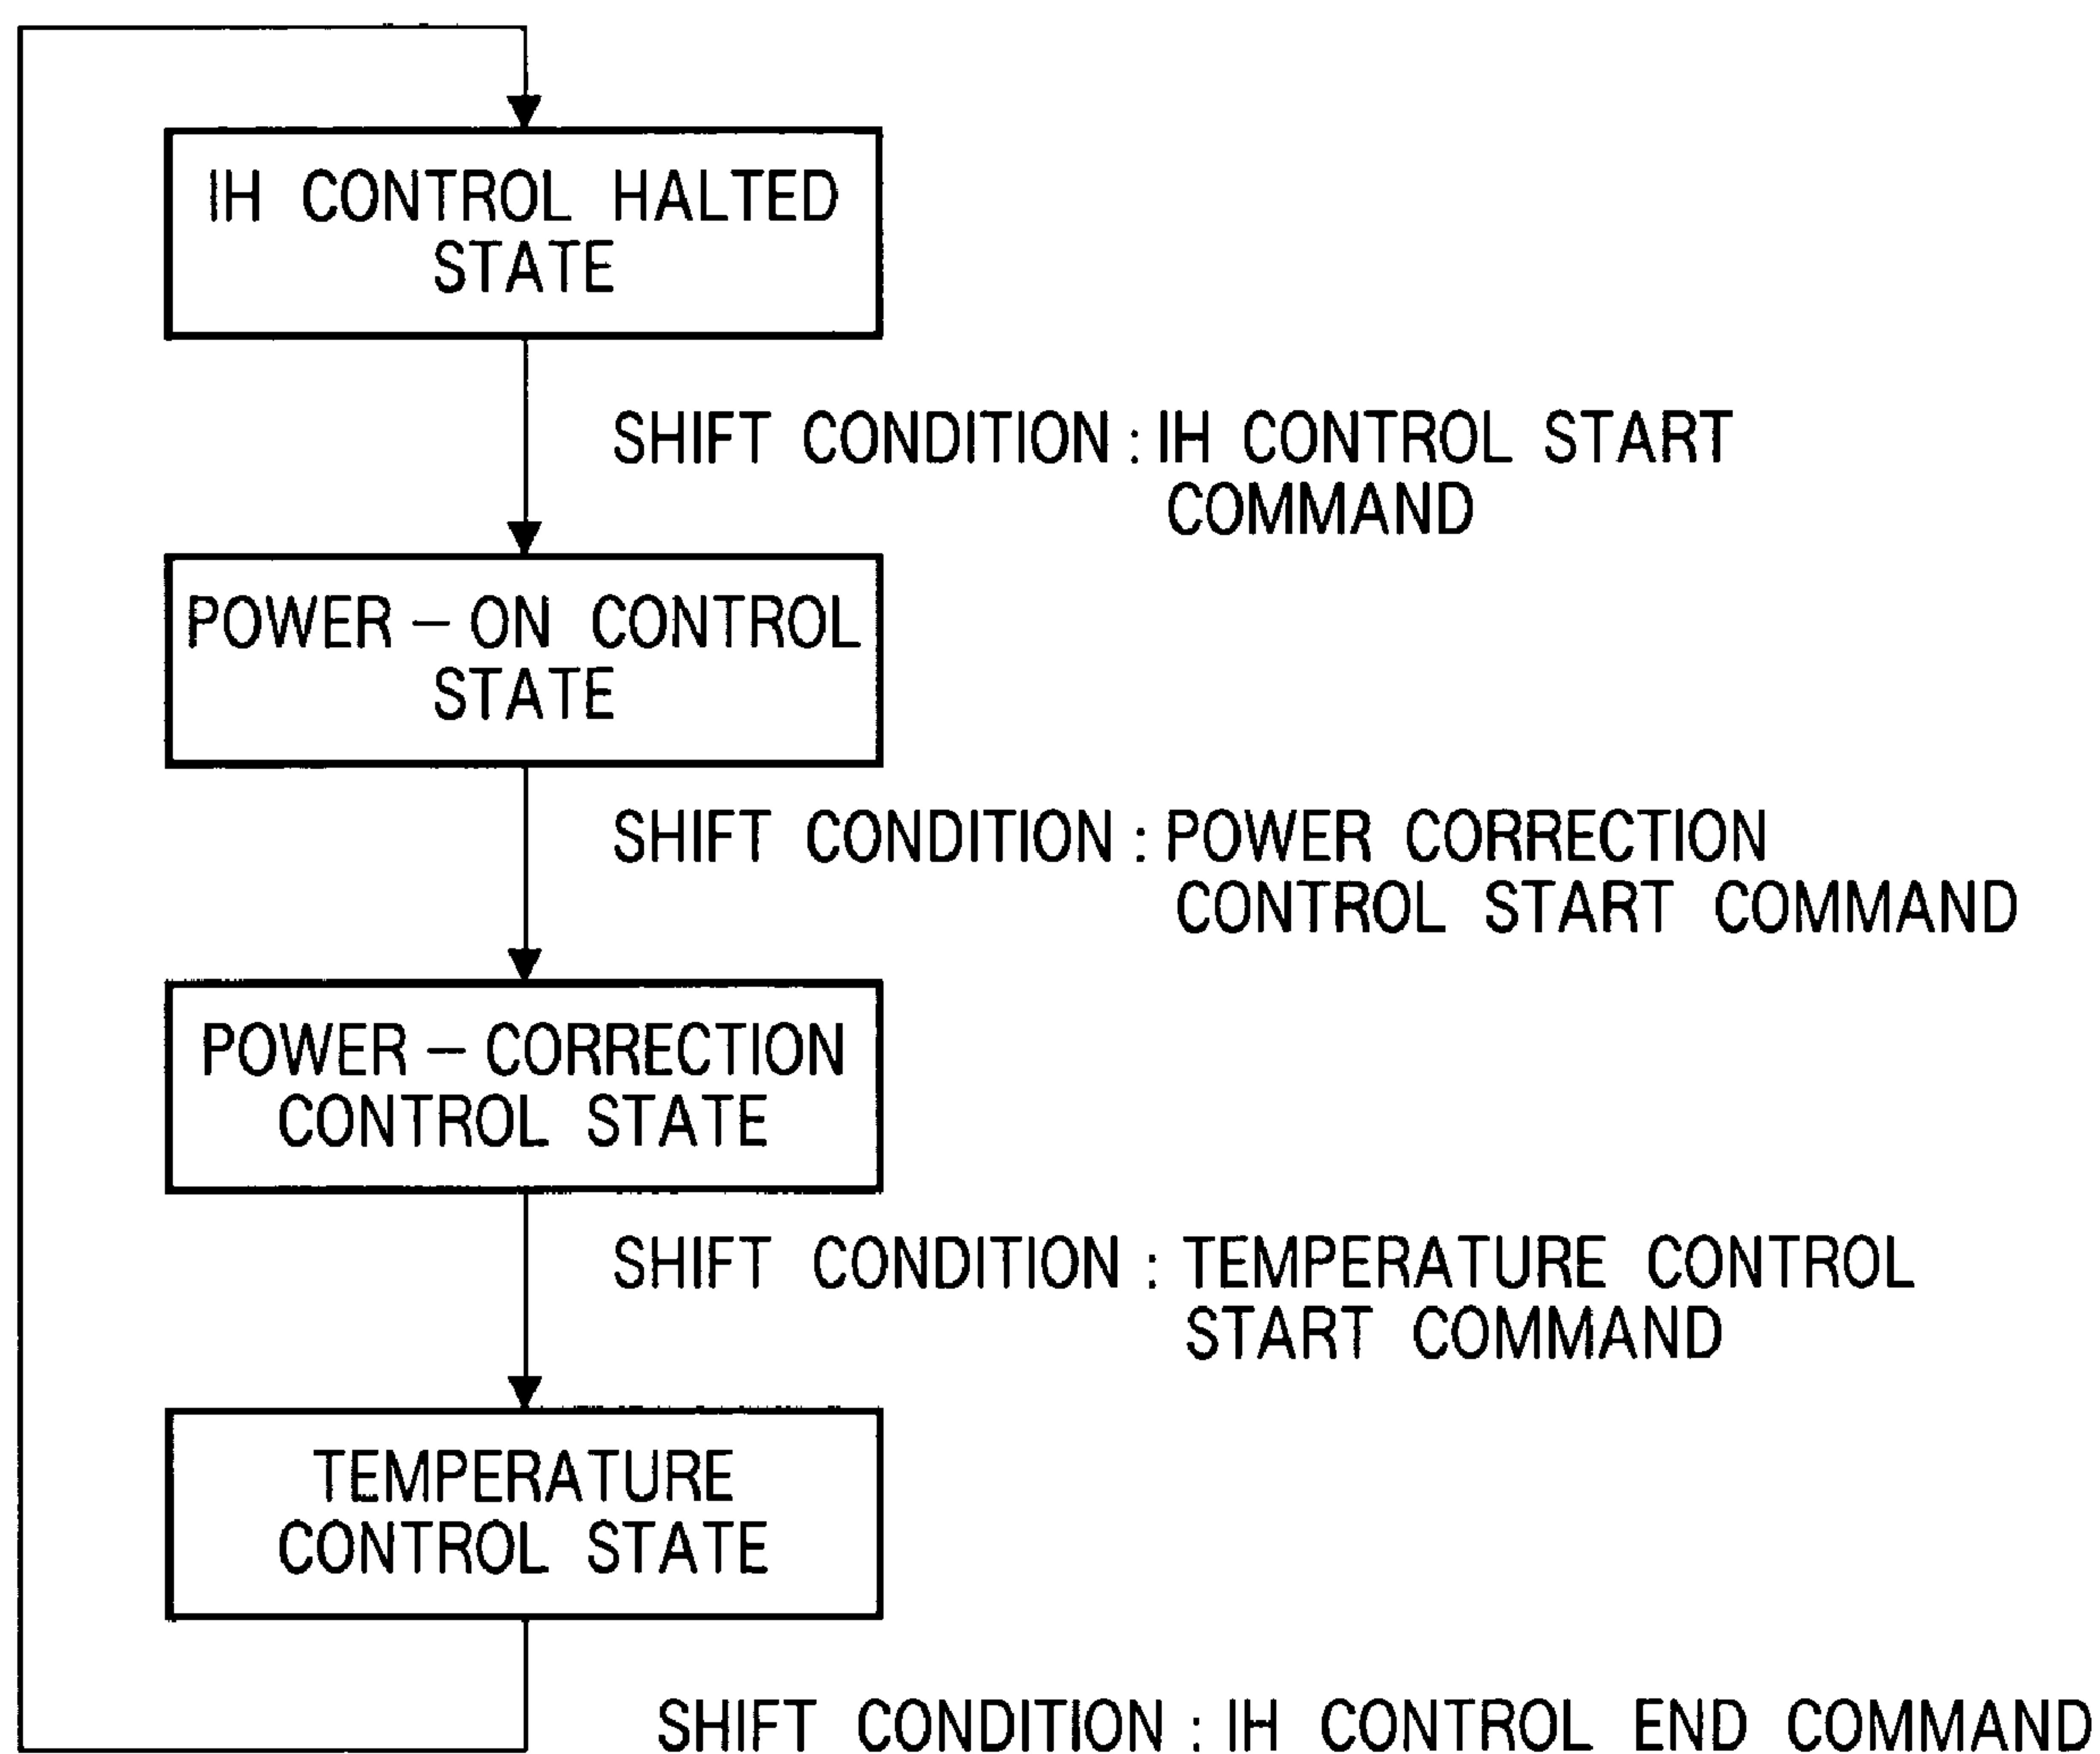 IH CONTROL HALTED
STATE
SHIFT CONDITION : IH CONTROL START
COMMAND
POWER – ON CONTROL
STATE
SHIFT CONDITION : POWER CORRECTION
CONTROL START COMMAND
POWER – CORRECTION
CONTROL STATE
SHIFT CONDITION : TEMPERATURE CONTROL
START COMMAND
TEMPERATURE
CONTROL STATE
SHIFT CONDITION : IH CONTROL END COMMAND